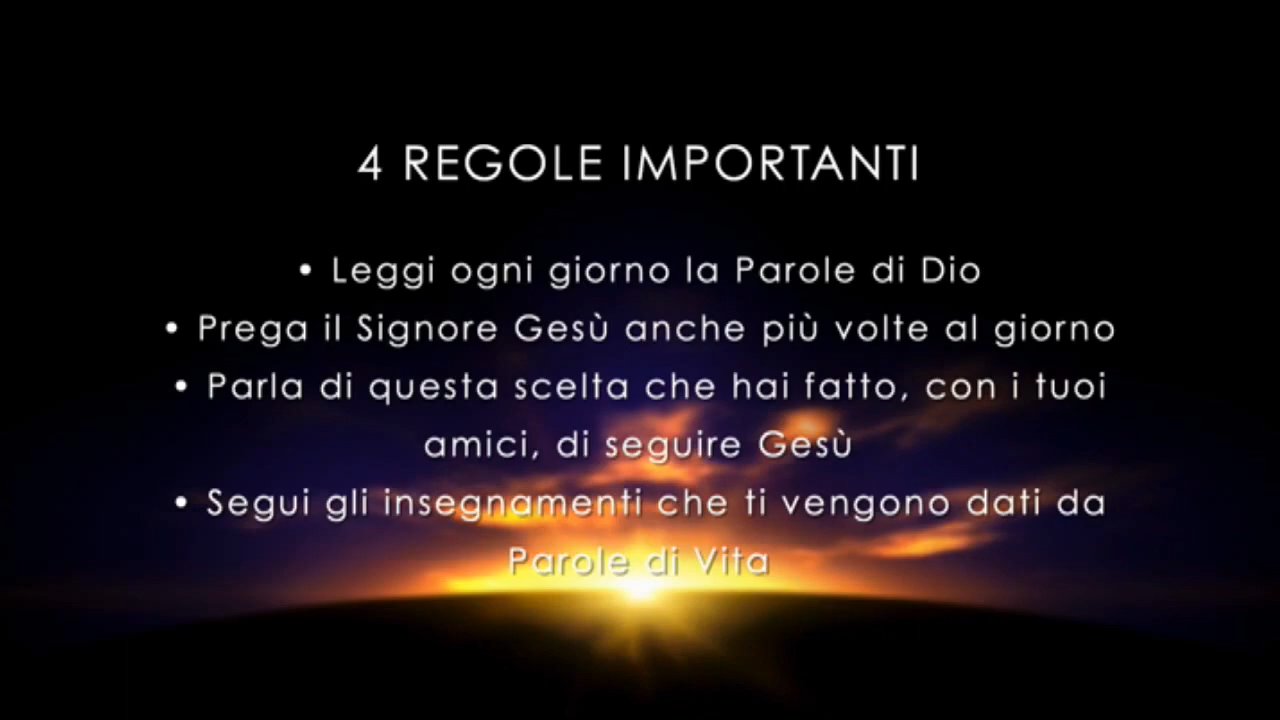 4 REGOLE IMPORTANTI
• Leggi ogni giorno la Parole di Dio
• Prega il Signore Gesù anche più volte al giorno
• Parla di questa scelta che hai fatto, con i tuoi
amici, di seguire Gesù
• Segui gli insegnamenti che ti vengono dati da
Parole di Vita